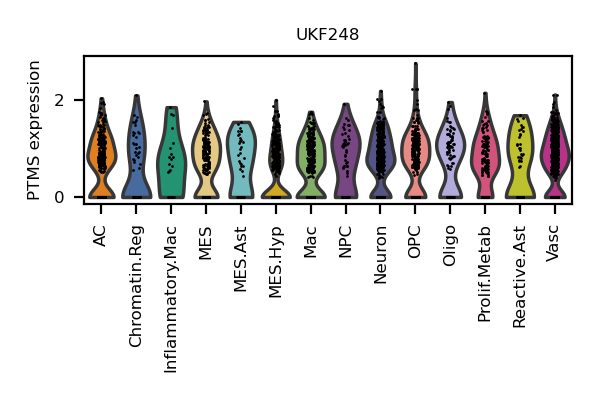 UKF248
PTMS expression
2
0
AC
Chromatin.Reg
Inflammatory.Mac
MES
MES.Ast
MES.Hyp
Mac
NPC
Neuron
OPC
Oligo
Prolif.Metab
Reactive.Ast
Vasc